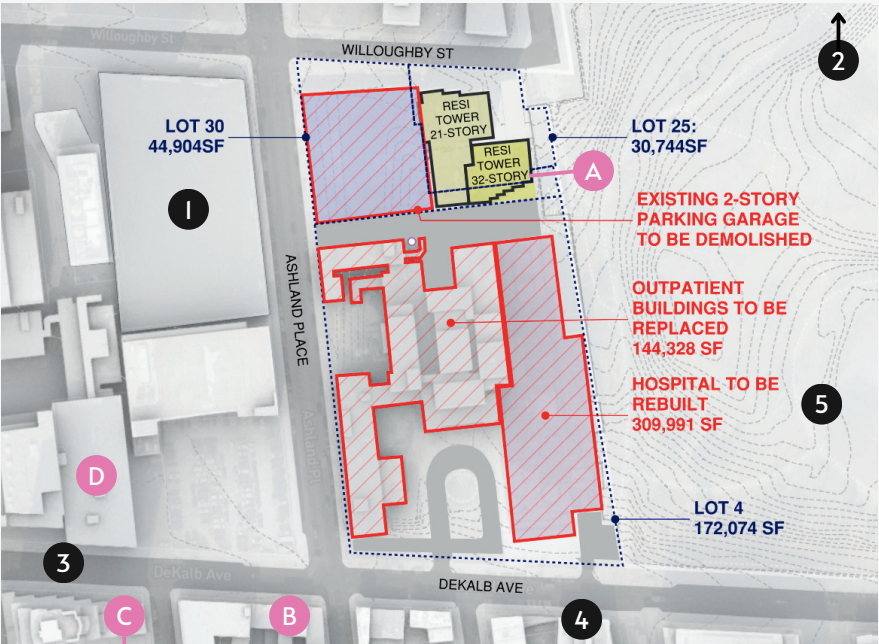 Willoughby St
WILLOUGHBY ST
2
RESI
TOWER
21-STORY
LOT 30
44,904SF
LOT 25:
30,744SF
RESI
TOWER
32-STORY
A
1
EXISTING 2-STORY
PARKING GARAGE
TO BE DEMOLISHED
ASHLAND PLACE
OUTPATIENT
BUILDINGS TO BE
REPLACED
144,328 SF
HOSPITAL TO BE
REBUILT
309,991 SF
5
Ashland Pl
D
LOT 4
172,074 SF
3
DeKalb Ave
DEKALB AVE
C
B
4